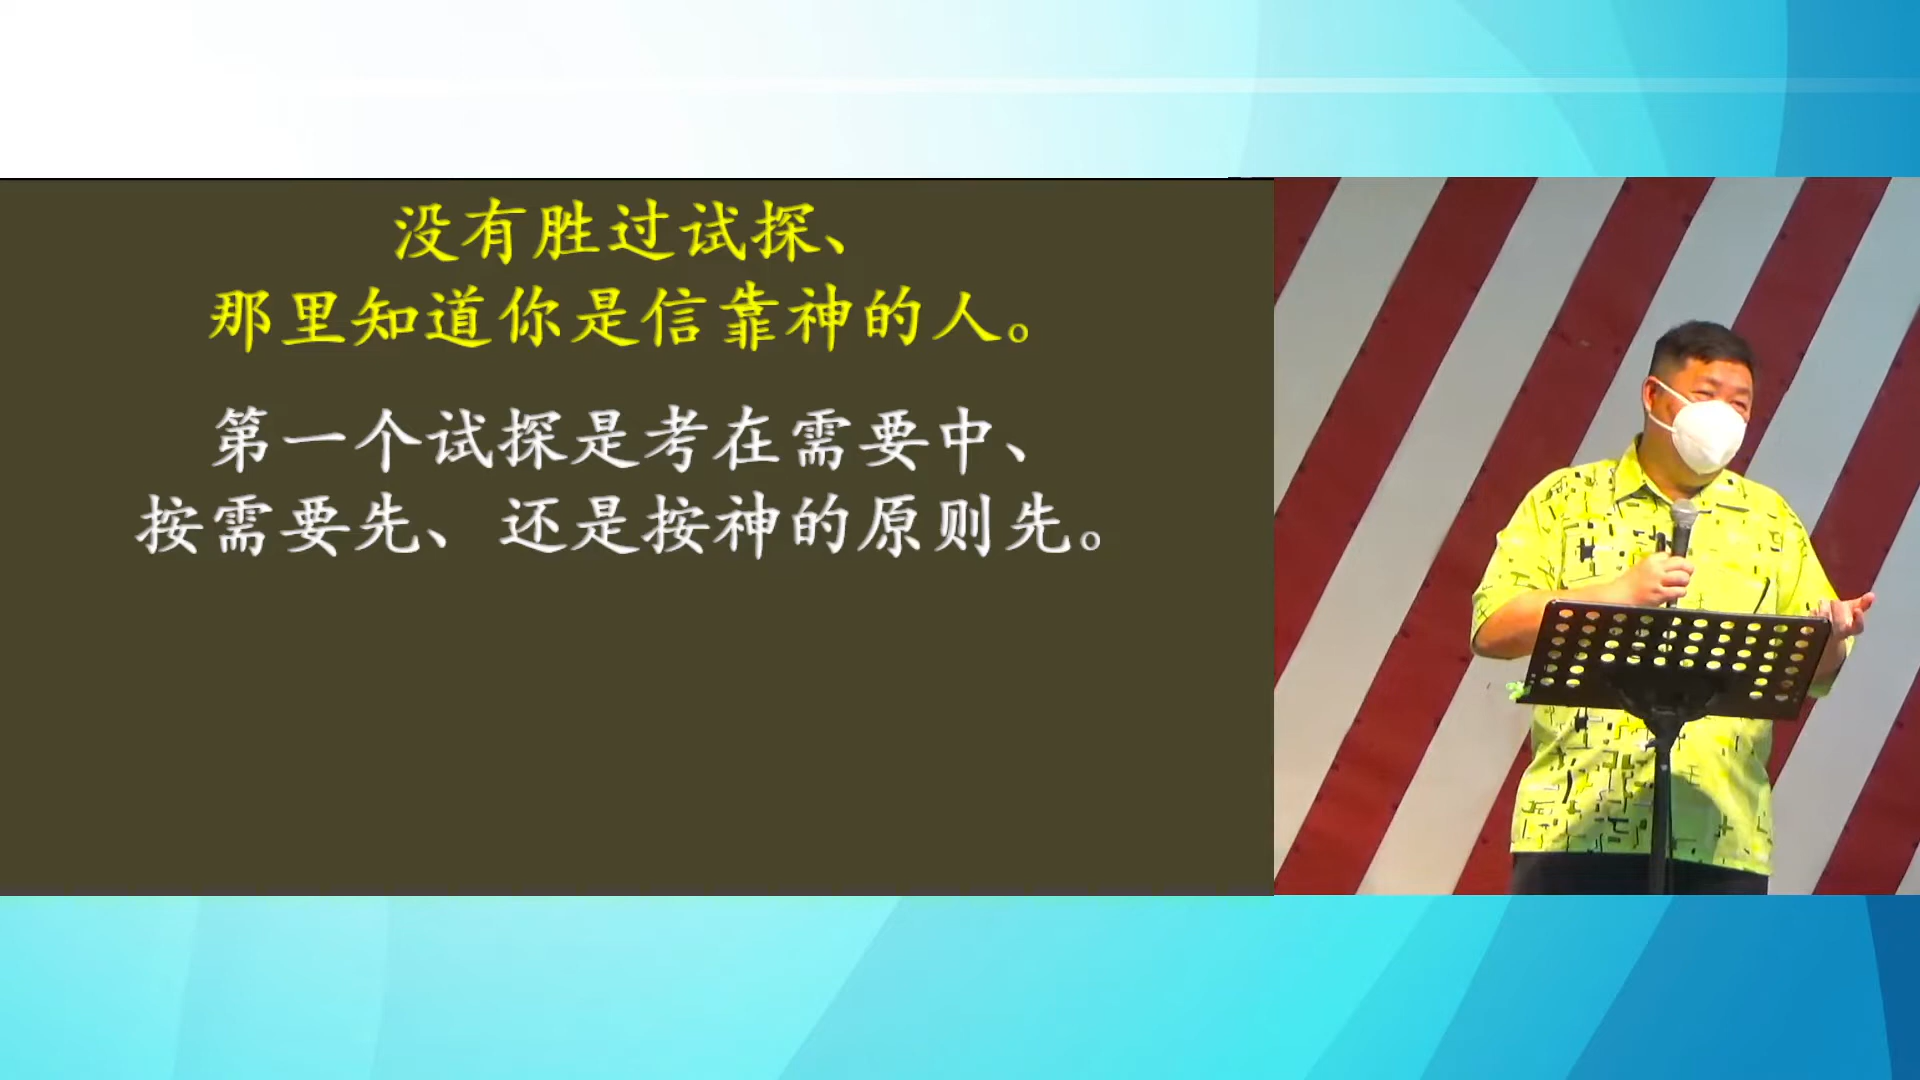 没有胜过试探、
那里知道你是信靠神的人。
第一个试探是考在需要中、
按需要先、还是按神的原则先。